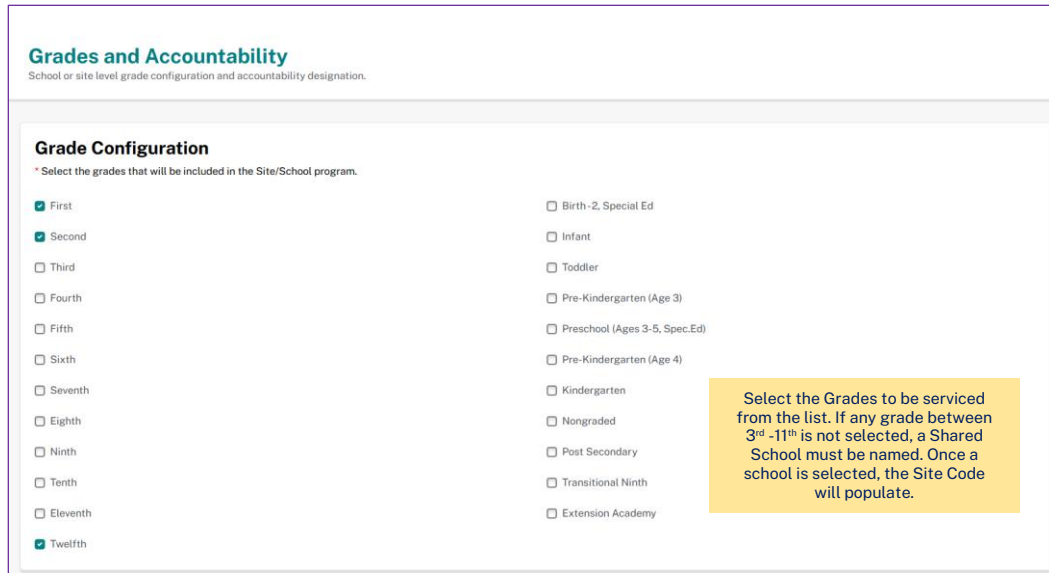 Grades and Accountability
School or site level grade configuration and accountability designation.
Grade Configuration
* Select the grades that will be included in the Site/School program.
First
Second
Third
Fourth
Fifth
Sixth
Seventh
Eighth
Ninth
Tenth
Eleventh
Twelfth
Birth-2, Special Ed
Infant
Toddler
Pre-Kindergarten (Age 3)
Preschool (Ages 3-5, Spec.Ed)
Pre-Kindergarten (Age 4)
Kindergarten
Nongraded
Post Secondary
Transitional Ninth
Extension Academy
Select the Grades to be serviced
from the list. If any grade between
3rd -11th is not selected, a Shared
School must be named. Once a
school is selected, the Site Code
will populate.